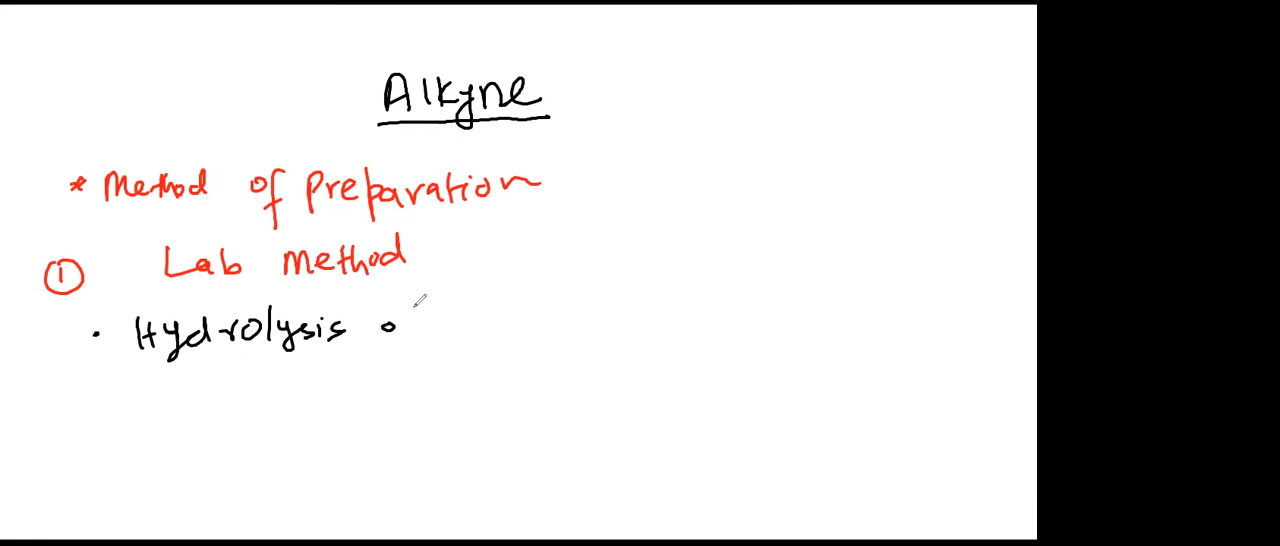 Alkyne
* Method of Preparation
① Lab method
• Hydrolysis o